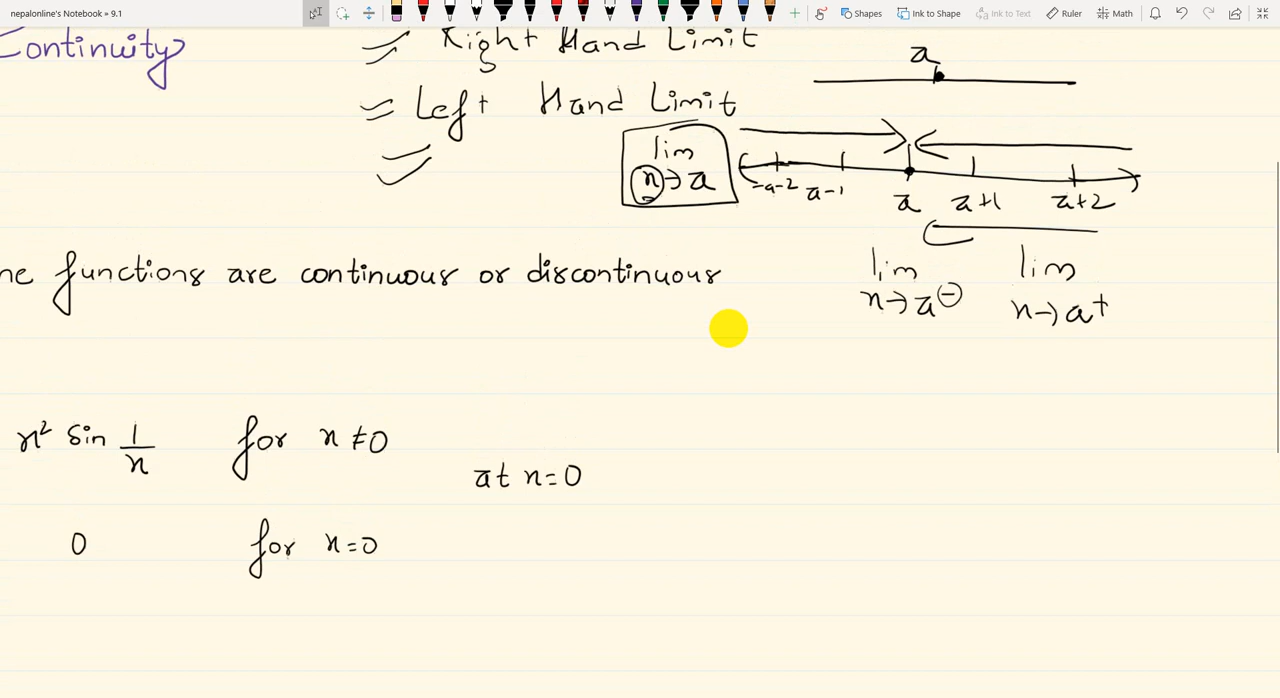 nepalonline's Notebook » 9.1
Shapes Ink to Shape Ink to Text Ruler Math
Continuity
Right Hand Limit
a
Left Hand Limit
lim
x→a
-a-2 a-1 a a+1 a+2
ne functions are continuous or discontinuous
lim lim
x→a⁻ x→a⁺
x² sin 1/x for x ≠ 0
at x=0
0 for x=0